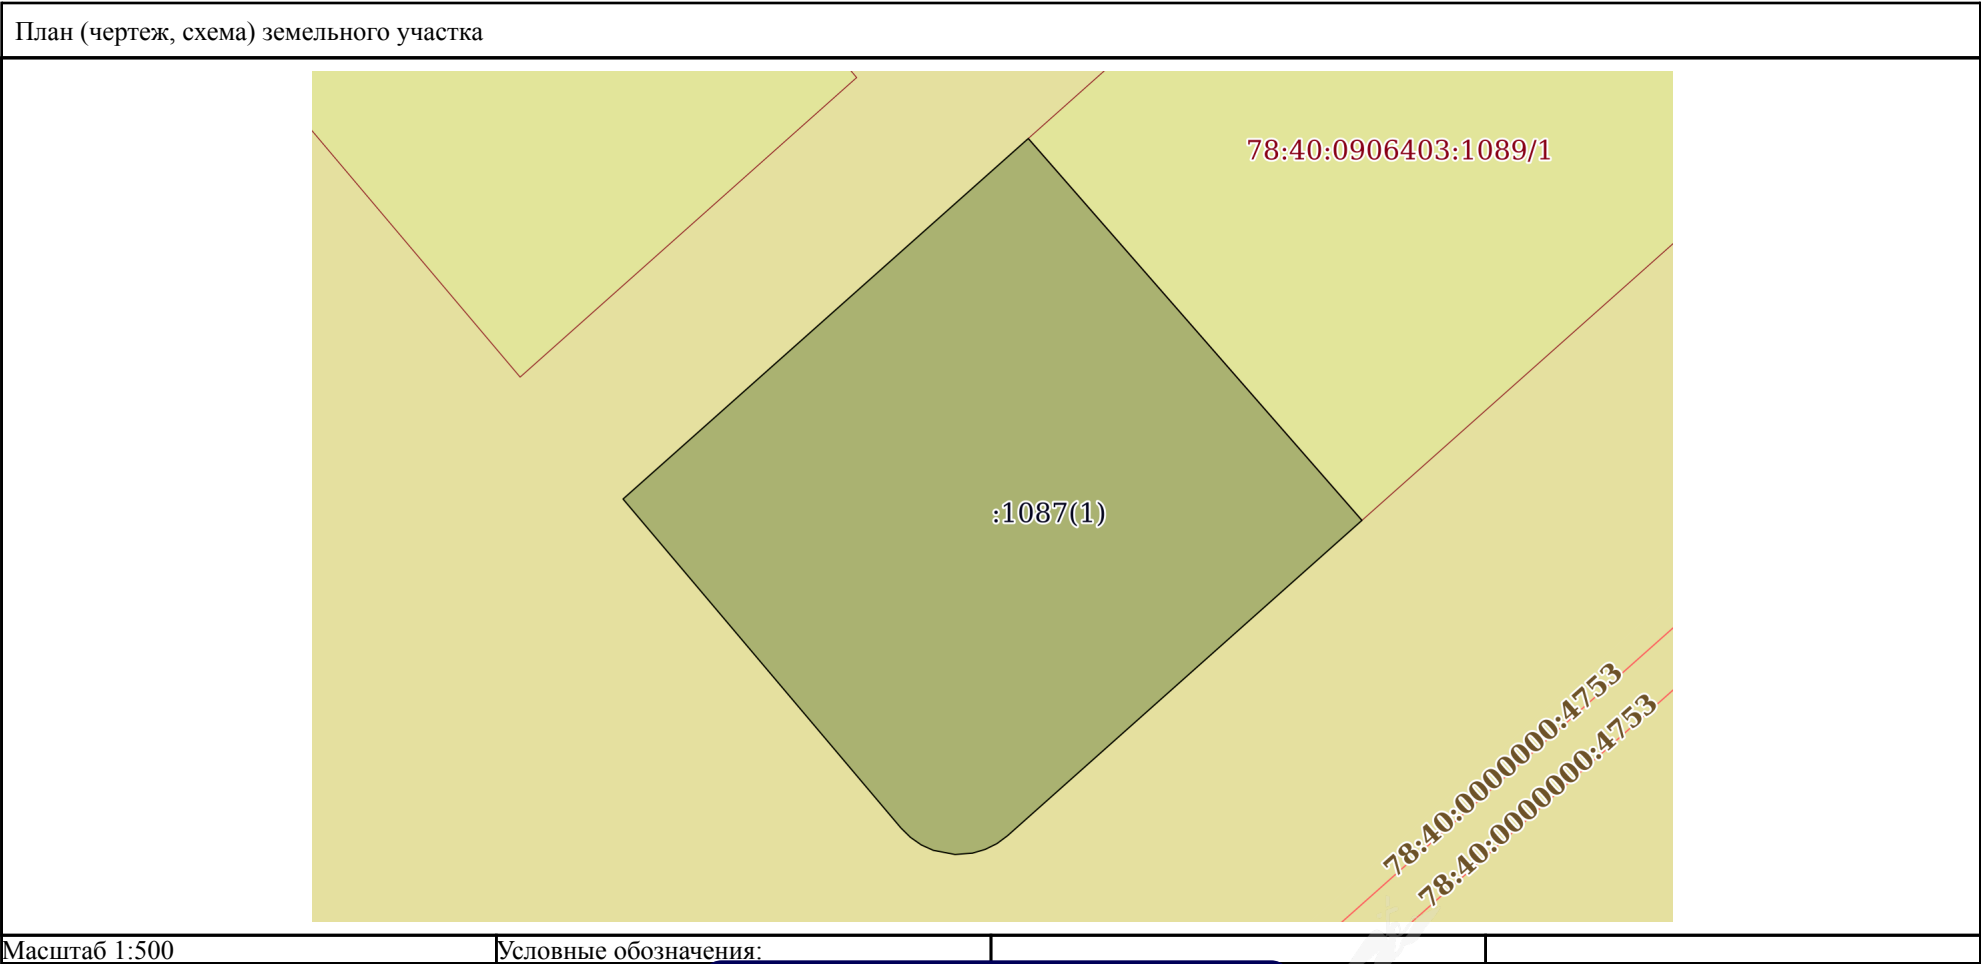 План (чертеж, схема) земельного участка
78:40:0906403:1089/1
:1087(1)
78:40:0000000:4753
78:40:0000000:4753
Масштаб 1:500
Условные обозначения: